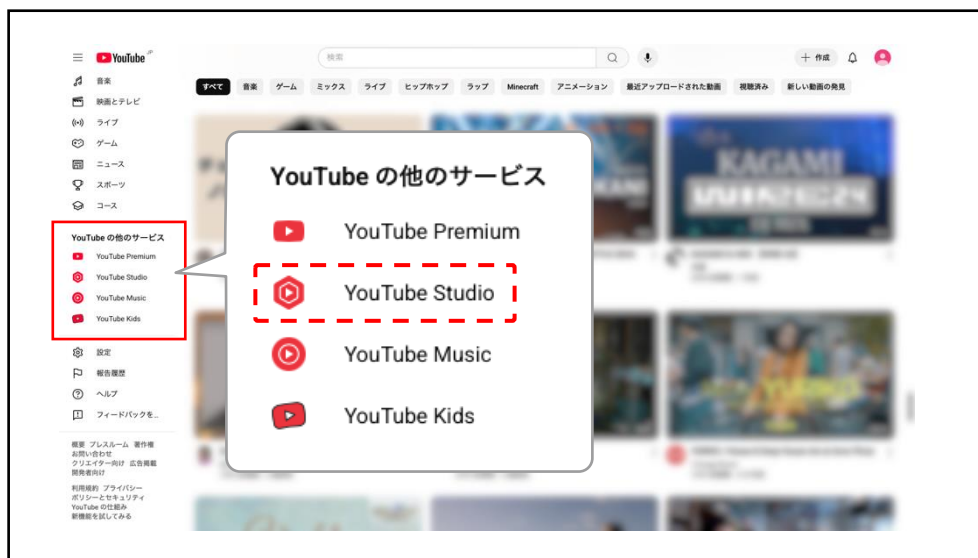 YouTube JP
検索
作成
音楽
映画とテレビ
ライブ
ゲーム
ニュース
スポーツ
コース
YouTube の他のサービス
YouTube Premium
YouTube Studio
YouTube Music
YouTube Kids
設定
報告履歴
ヘルプ
フィードバックを...
概要 プレスルーム 著作権
お問い合わせ
クリエイター向け 広告掲載
開発者向け
利用規約 プライバシー
ポリシーとセキュリティ
YouTube の仕組み
新機能を試してみる
すべて 音楽 ゲーム ミックス ライブ ヒップホップ ラップ Minecraft アニメーション 最近アップロードされた動画 視聴済み 新しい動画の発見
YouTube の他のサービス
YouTube Premium
YouTube Studio
YouTube Music
YouTube Kids
KAGAMI